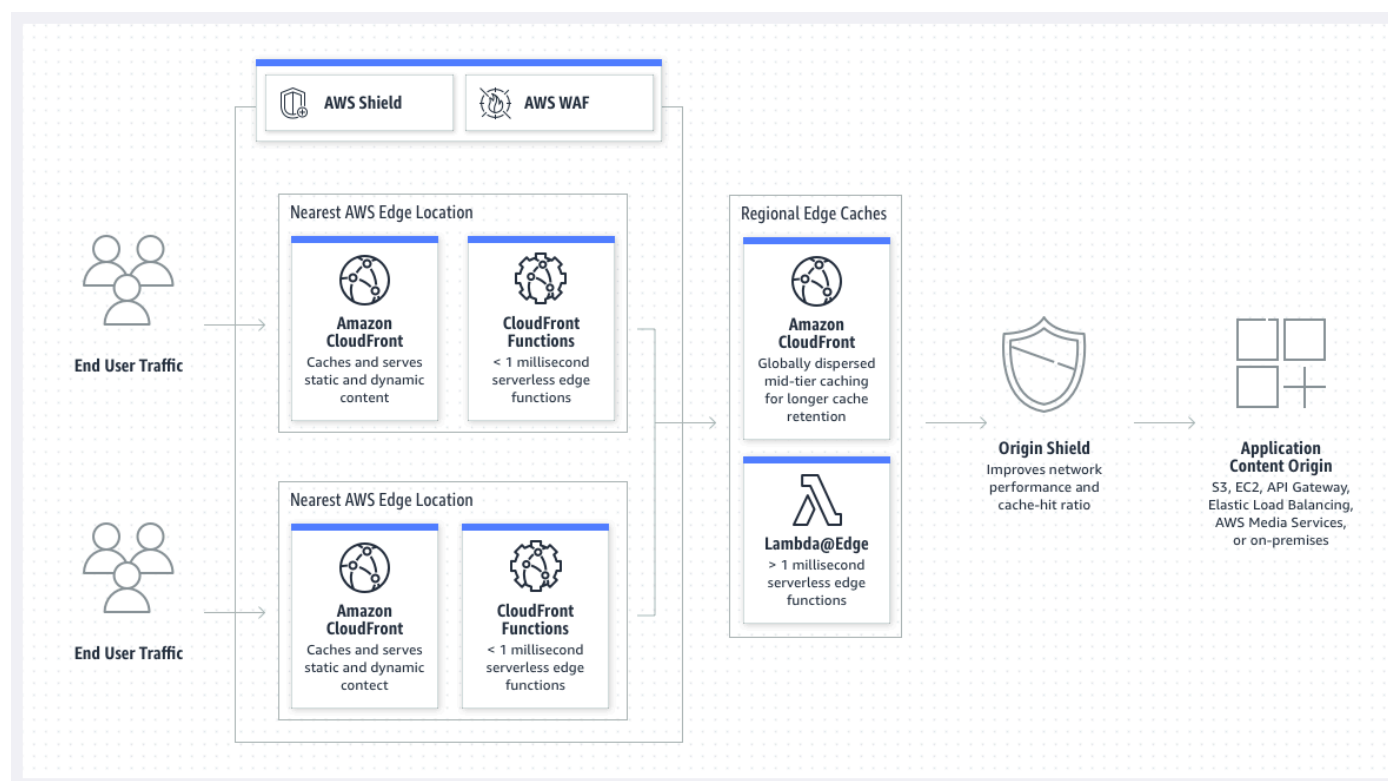 AWS Shield
AWS WAF
Nearest AWS Edge Location
Amazon
CloudFront
Caches and serves
static and dynamic
content
CloudFront
Functions
< 1 millisecond
serverless edge
functions
End User Traffic
Nearest AWS Edge Location
Amazon
CloudFront
Caches and serves
static and dynamic
contect
CloudFront
Functions
< 1 millisecond
serverless edge
functions
End User Traffic
Regional Edge Caches
Amazon
CloudFront
Globally dispersed
mid-tier caching
for longer cache
retention
Lambda@Edge
> 1 millisecond
serverless edge
functions
Origin Shield
Improves network
performance and
cache-hit ratio
Application
Content Origin
S3, EC2, API Gateway,
Elastic Load Balancing,
AWS Media Services,
or on-premises